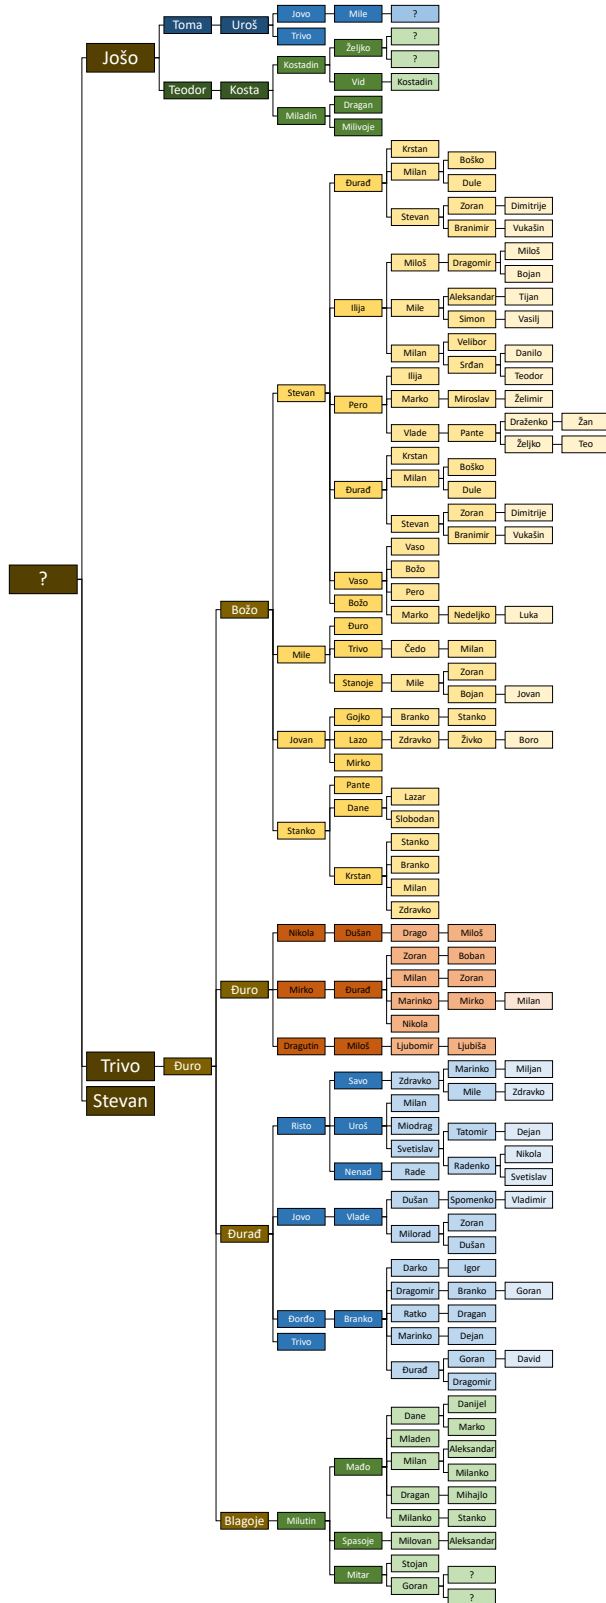 Jovo Mile ?
Toma Uroš
Trivo
Željko ?
Jošo
?
Kostadin
Vid Kostadin
Teodor Kosta
Dragan
Miladin
Milivoje
Krstan
Boško
Milan
Đurađ Dule
Zoran Dimitrije
Stevan
Branimir Vukašin
Miloš
Miloš Dragomir
Bojan
Aleksandar Tijan
Ilija Mile
Simon Vasilj
Velibor
Milan
Danilo
Srđan
Teodor
Stevan
Ilija
Pero Marko Miroslav Želimir
Draženko Žan
Vlade Pante
Željko Teo
Krstan
Boško
Milan
Đurađ Dule
Zoran Dimitrije
Stevan
Branimir Vukašin
Vaso
Božo
Vaso
Pero
Božo
Marko Nedeljko Luka
?
Božo
Đuro
Mile Trivo Čedo Milan
Zoran
Stanoje Mile
Bojan Jovan
Gojko Branko Stanko
Jovan Lazo Zdravko Živko Boro
Mirko
Pante
Lazar
Dane
Slobodan
Stanko
Stanko
Branko
Krstan
Milan
Zdravko
Nikola Dušan Drago Miloš
Zoran Boban
Milan Zoran
Đuro Mirko Đurađ
Marinko Mirko Milan
Nikola
Dragutin Miloš Ljubomir Ljubiša
Trivo Đuro
Stevan
Marinko Miljan
Savo Zdravko
Mile Zdravko
Milan
Risto Uroš Miodrag
Tatomir Dejan
Svetislav
Nikola
Radenko
Svetislav
Nenad Rade
Dušan Spomenko Vladimir
Jovo Vlade
Zoran
Milorad
Dušan
Đurađ
Darko Igor
Dragomir Branko Goran
Đorđo Branko Ratko Dragan
Trivo Marinko Dejan
Goran David
Đurađ
Dragomir
Danijel
Dane
Marko
Mladen
Aleksandar
Mađo Milan
Milanko
Dragan Mihajlo
Blagoje Milutin Milanko Stanko
Spasoje Milovan Aleksandar
Stojan
Mitar
?
Goran
?